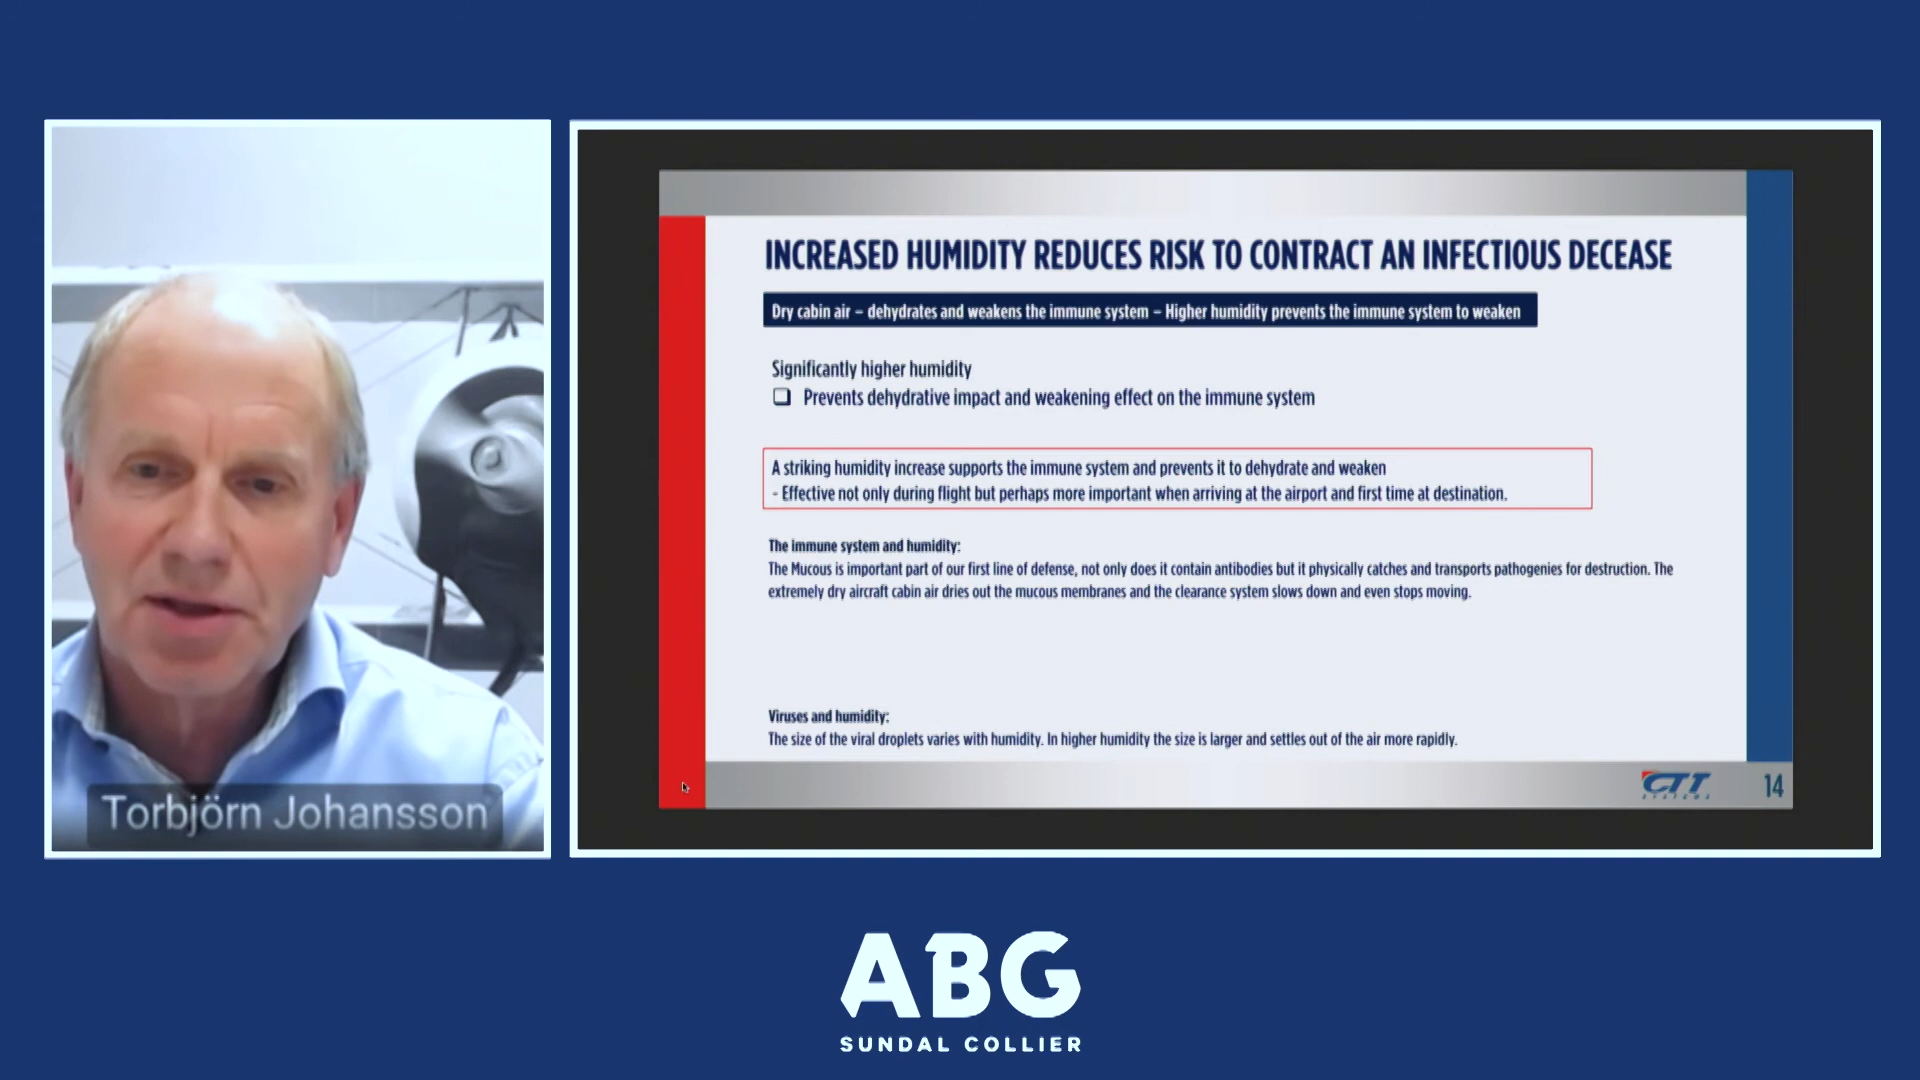 INCREASED HUMIDITY REDUCES RISK TO CONTRACT AN INFECTIOUS DECEASE
Dry cabin air – dehydrates and weakens the immune system – Higher humidity prevents the immune system to weaken
Significantly higher humidity
❑ Prevents dehydrative impact and weakening effect on the immune system
A striking humidity increase supports the immune system and prevents it to dehydrate and weaken
- Effective not only during flight but perhaps more important when arriving at the airport and first time at destination.
The immune system and humidity:
The Mucous is important part of our first line of defense, not only does it contain antibodies but it physically catches and transports pathogenies for destruction. The
extremely dry aircraft cabin air dries out the mucous membranes and the clearance system slows down and even stops moving.
Viruses and humidity:
The size of the viral droplets varies with humidity. In higher humidity the size is larger and settles out of the air more rapidly.
CTT
SYSTEMS
14
Torbjörn Johansson
ABG
SUNDAL COLLIER